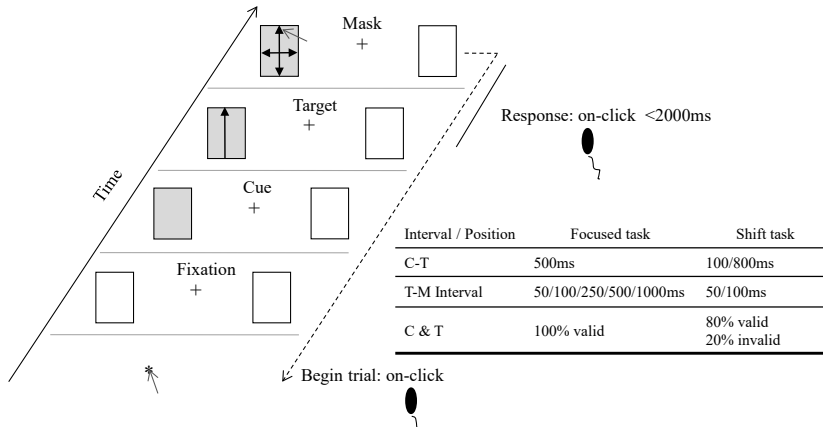 Mask
+
Target
+
Response: on-click <2000ms
Time
Cue
+
Interval / Position Focused task Shift task
C-T 500ms 100/800ms
Fixation
+
T-M Interval 50/100/250/500/1000ms 50/100ms
C & T 100% valid 80% valid
20% invalid
*
Begin trial: on-click